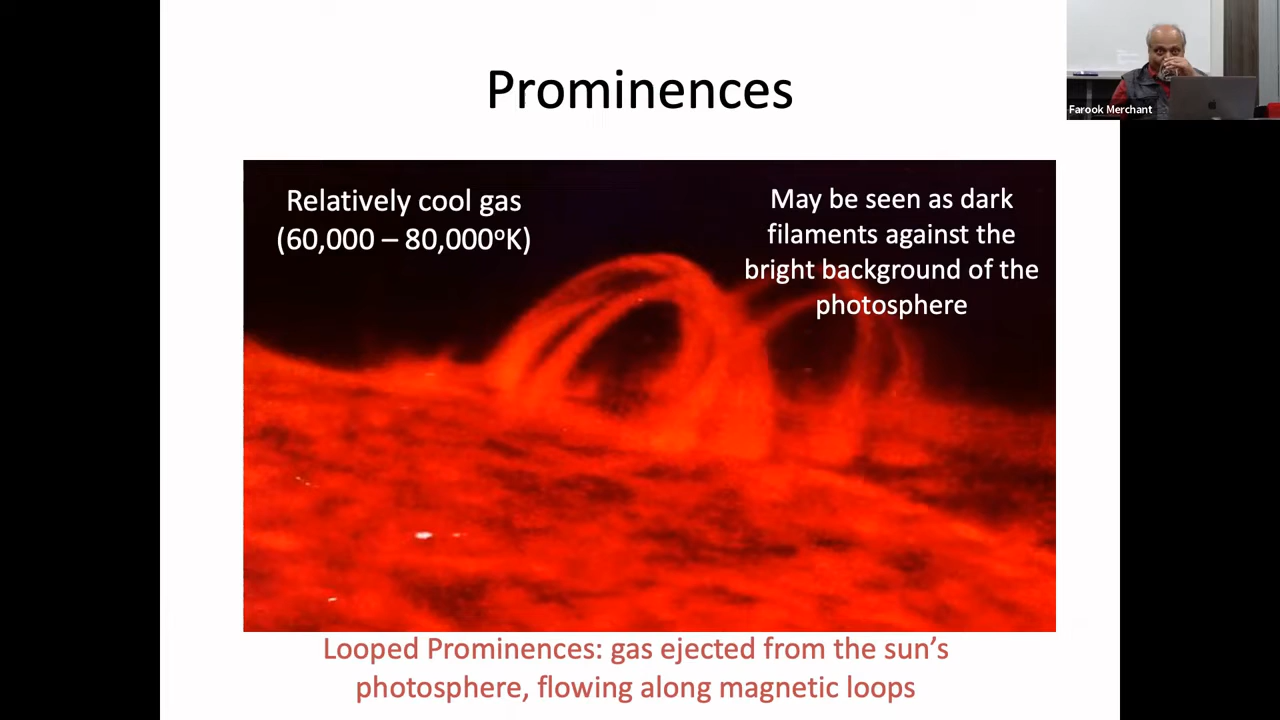 Prominences
Farook Merchant
Relatively cool gas
(60,000 – 80,000ºK)
May be seen as dark
filaments against the
bright background of the
photosphere
Looped Prominences: gas ejected from the sun’s
photosphere, flowing along magnetic loops